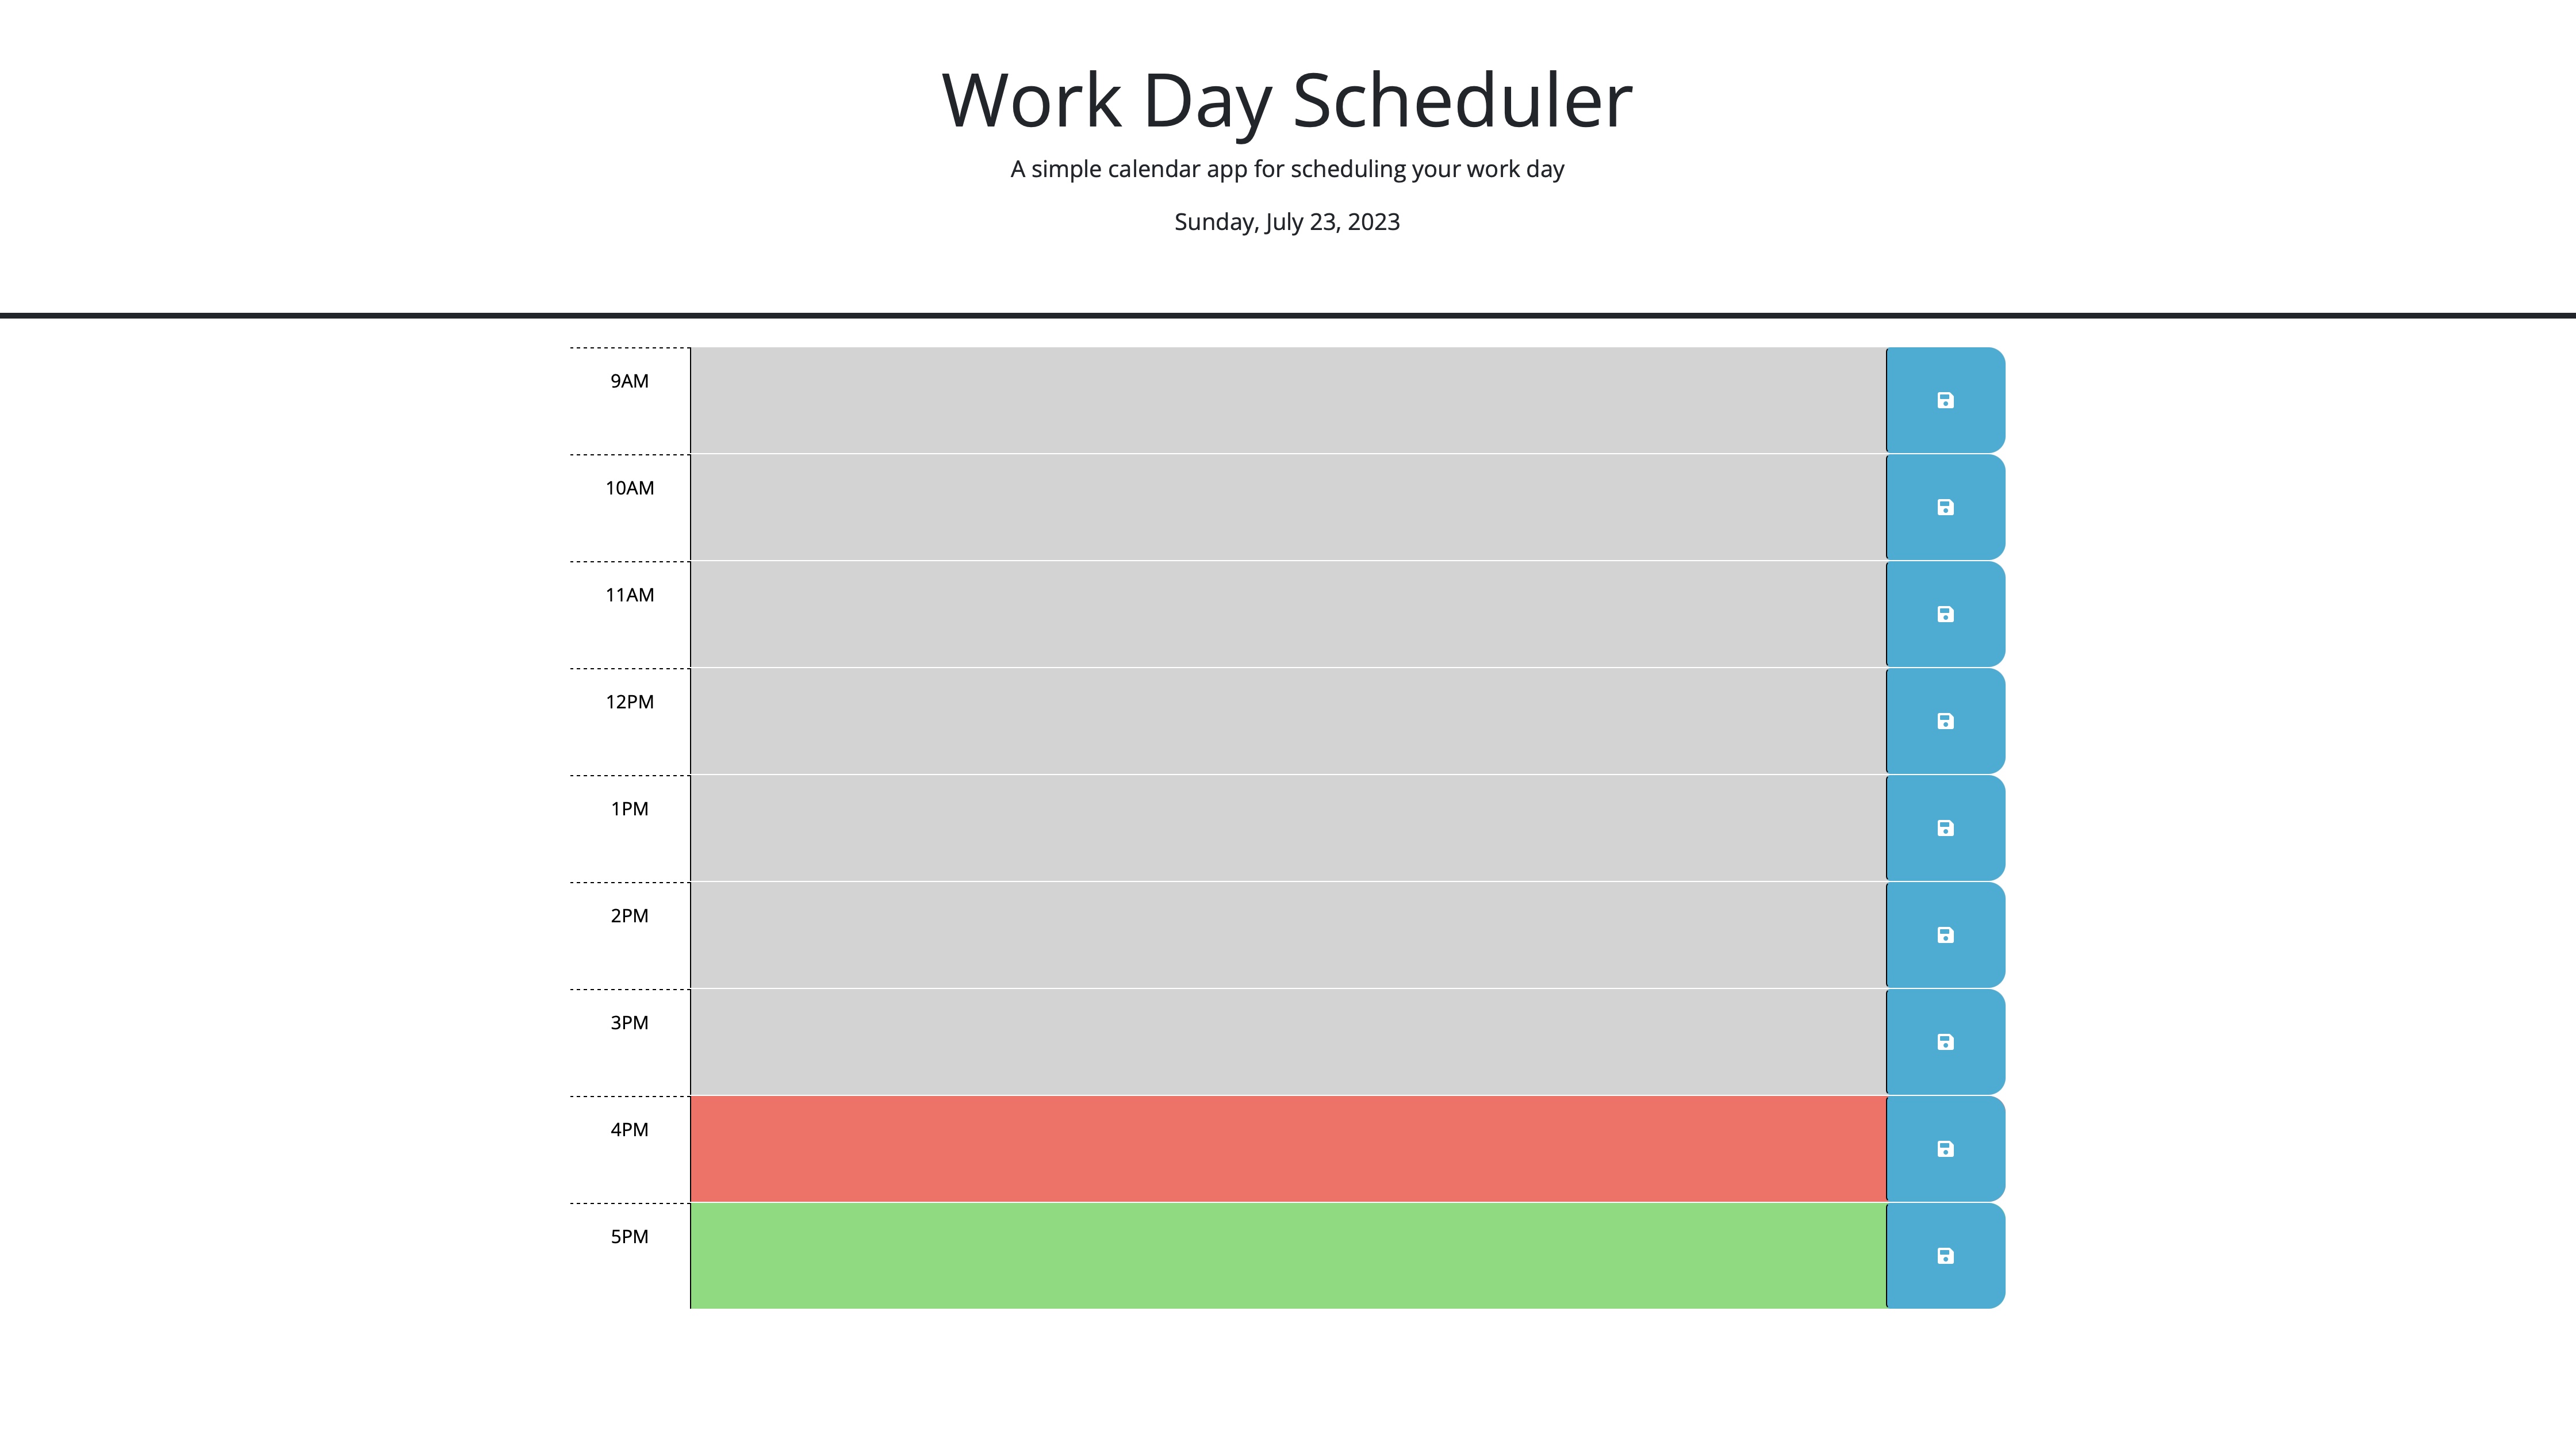 Work Day Scheduler
A simple calendar app for scheduling your work day
Sunday, July 23, 2023
9AM
10AM
11AM
12PM
1PM
2PM
3PM
4PM
5PM